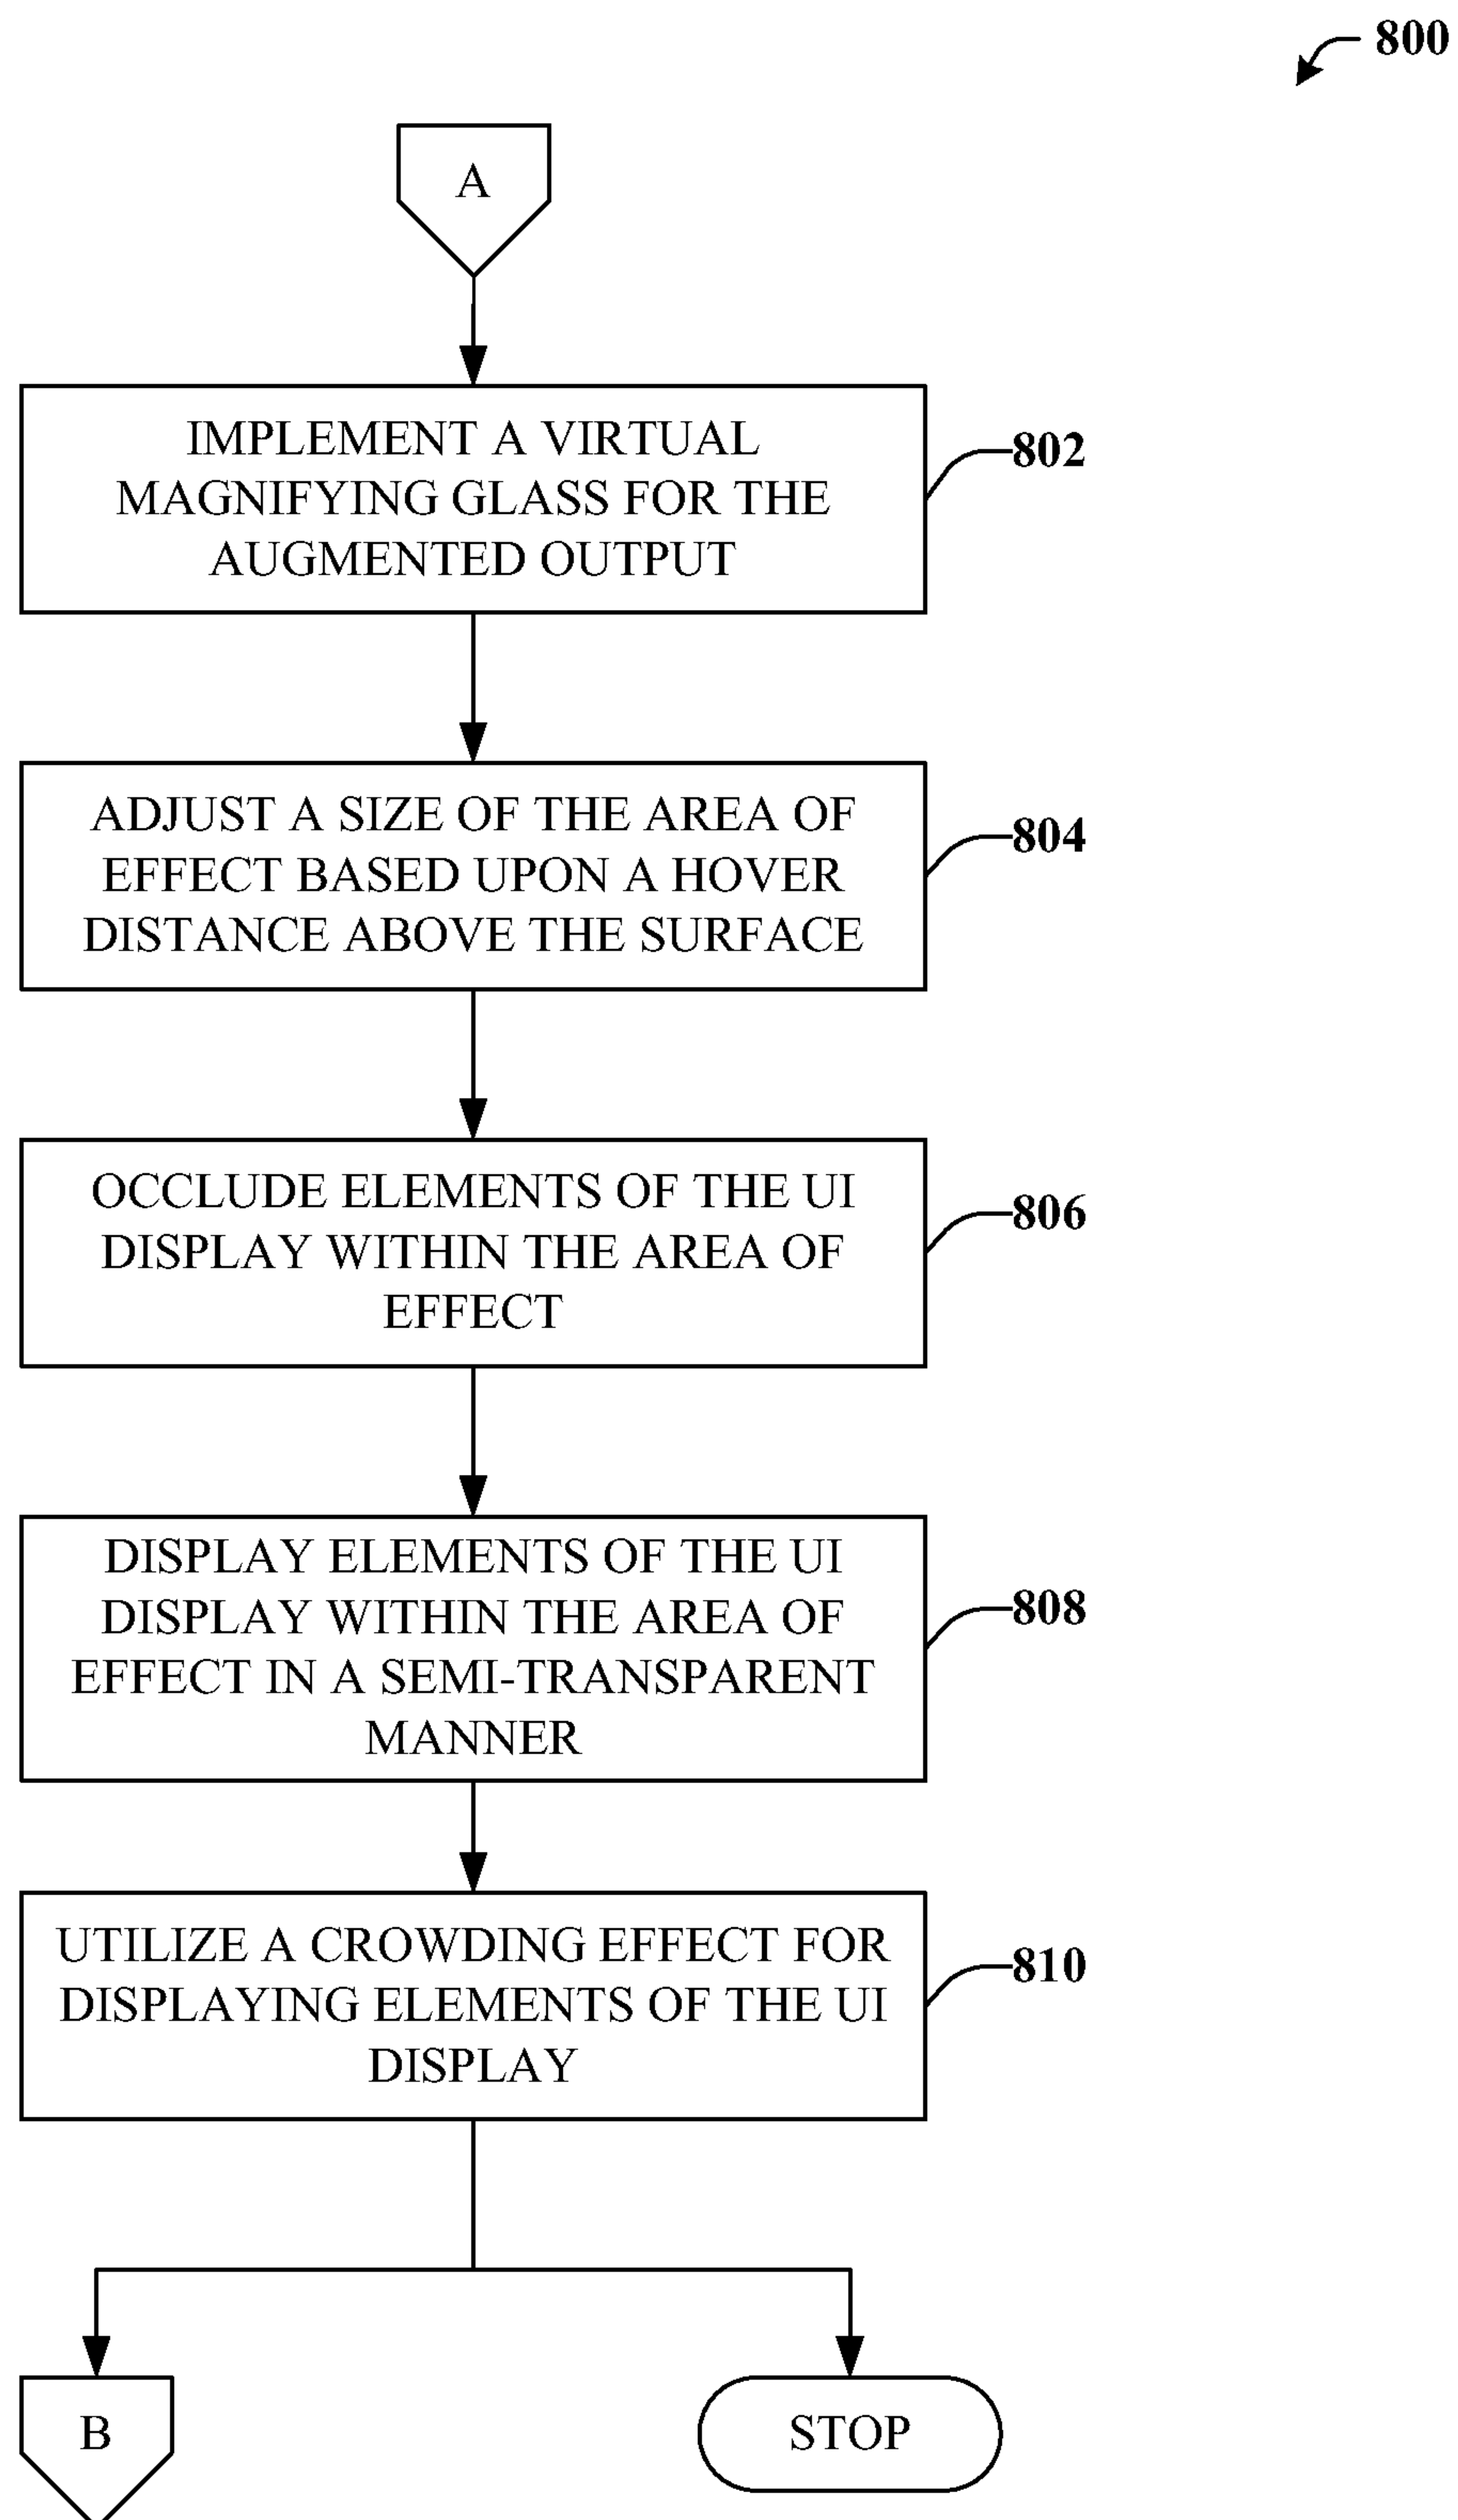 800
A
IMPLEMENT A VIRTUAL
MAGNIFYING GLASS FOR THE
AUGMENTED OUTPUT
802
ADJUST A SIZE OF THE AREA OF
EFFECT BASED UPON A HOVER
DISTANCE ABOVE THE SURFACE
804
OCCLUDE ELEMENTS OF THE UI
DISPLAY WITHIN THE AREA OF
EFFECT
806
DISPLAY ELEMENTS OF THE UI
DISPLAY WITHIN THE AREA OF
EFFECT IN A SEMI-TRANSPARENT
MANNER
808
UTILIZE A CROWDING EFFECT FOR
DISPLAYING ELEMENTS OF THE UI
DISPLAY
810
B
STOP